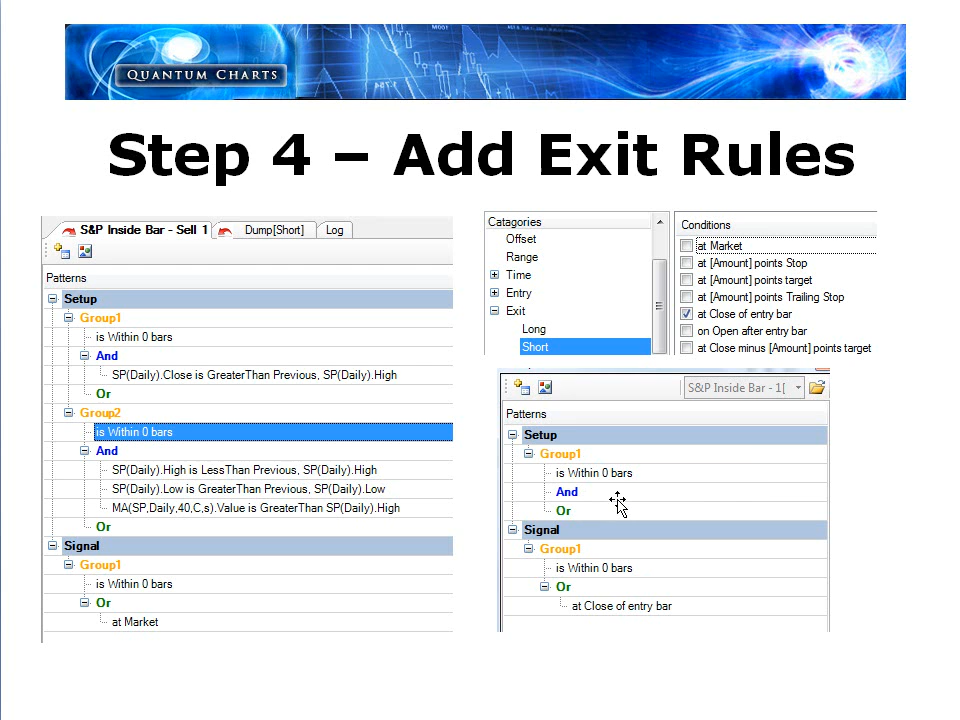 QUANTUM CHARTS
Step 4 – Add Exit Rules
S&P Inside Bar - Sell 1
Dump[Short]
Log
Patterns
Setup
Group1
is Within 0 bars
And
SP(Daily).Close is GreaterThan Previous, SP(Daily).High
Or
Group2
is Within 0 bars
And
SP(Daily).High is LessThan Previous, SP(Daily).High
SP(Daily).Low is GreaterThan Previous, SP(Daily).Low
MA(SP,Daily,40,C,s).Value is GreaterThan SP(Daily).High
Or
Signal
Group1
is Within 0 bars
Or
at Market
Catagories
Offset
Range
Time
Entry
Exit
Long
Short
Conditions
at Market
at [Amount] points Stop
at [Amount] points target
at [Amount] points Trailing Stop
at Close of entry bar
on Open after entry bar
at Close minus [Amount] points target
S&P Inside Bar - 1[
Patterns
Setup
Group1
is Within 0 bars
And
Or
Signal
Group1
is Within 0 bars
Or
at Close of entry bar